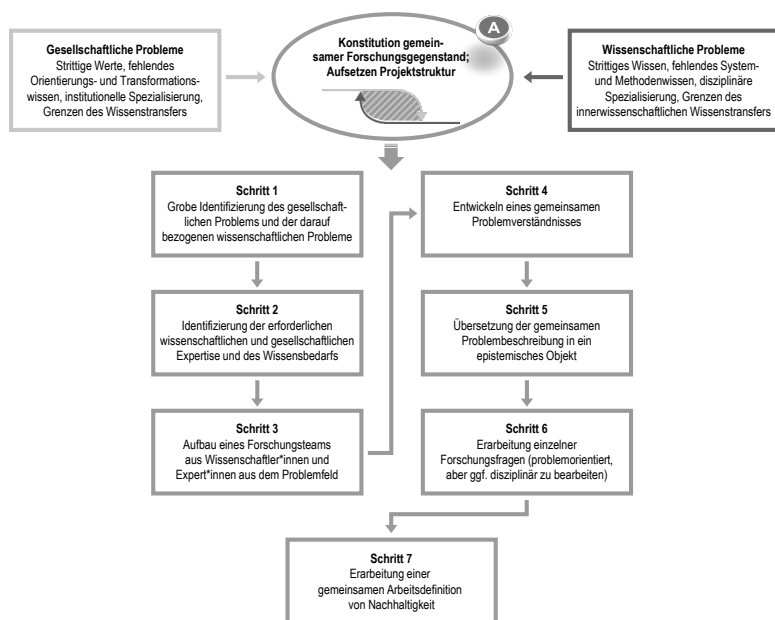 Gesellschaftliche Probleme
Strittige Werte, fehlendes
Orientierungs- und Transformations-
wissen, institutionelle Spezialisierung,
Grenzen des Wissenstransfers
Konstitution gemein-
samer Forschungsgegenstand;
Aufsetzen Projektstruktur
A
Wissenschaftliche Probleme
Strittiges Wissen, fehlendes System-
und Methodenwissen, disziplinäre
Spezialisierung, Grenzen des
innerwissenschaftlichen Wissenstransfers
Schritt 1
Grobe Identifizierung des gesellschaft-
lichen Problems und der darauf
bezogenen wissenschaftlichen Probleme
Schritt 2
Identifizierung der erforderlichen
wissenschaftlichen und gesellschaftlichen
Expertise und des Wissensbedarfs
Schritt 3
Aufbau eines Forschungsteams
aus Wissenschaftler*innen und
Expert*innen aus dem Problemfeld
Schritt 4
Entwickeln eines gemeinsamen
Problemverständnisses
Schritt 5
Übersetzung der gemeinsamen
Problembeschreibung in ein
epistemisches Objekt
Schritt 6
Erarbeitung einzelner
Forschungsfragen (problemorientiert,
aber ggf. disziplinär zu bearbeiten)
Schritt 7
Erarbeitung einer
gemeinsamen Arbeitsdefinition
von Nachhaltigkeit